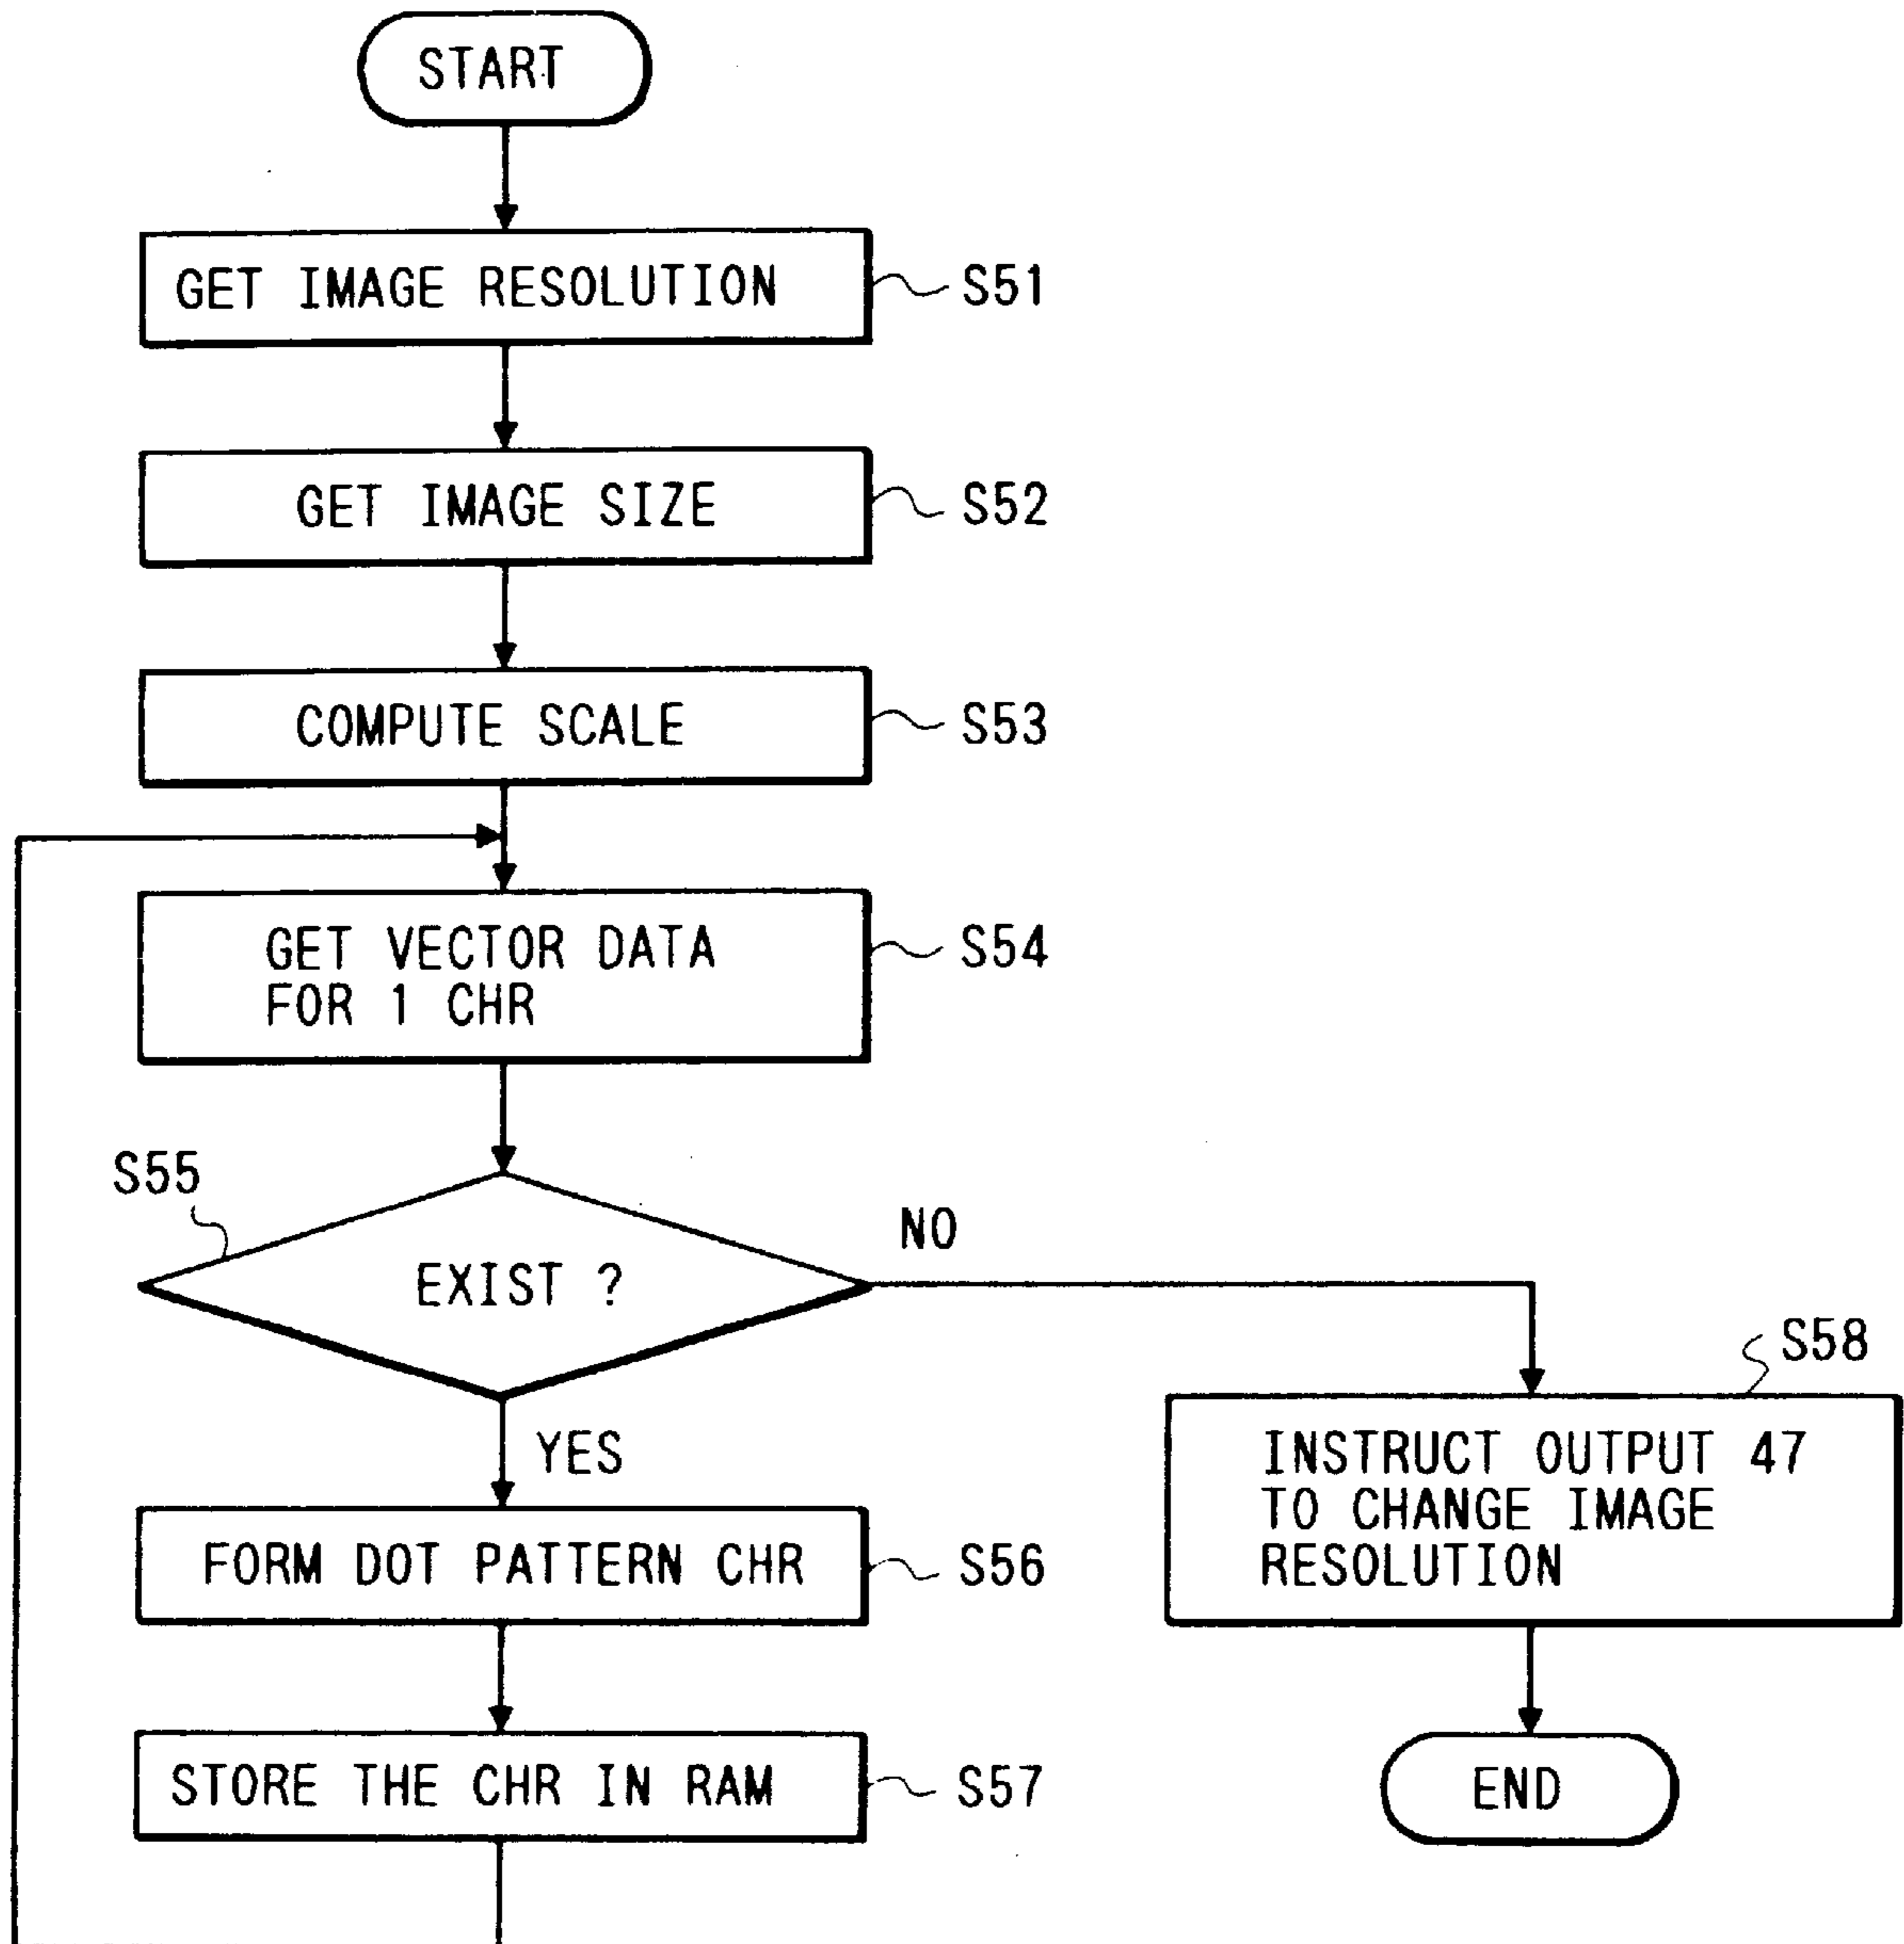 START
GET IMAGE RESOLUTION
S51
GET IMAGE SIZE
S52
COMPUTE SCALE
S53
GET VECTOR DATA
FOR 1 CHR
S54
S55
EXIST ?
NO
YES
S58
INSTRUCT OUTPUT 47
TO CHANGE IMAGE
RESOLUTION
FORM DOT PATTERN CHR
S56
STORE THE CHR IN RAM
S57
END